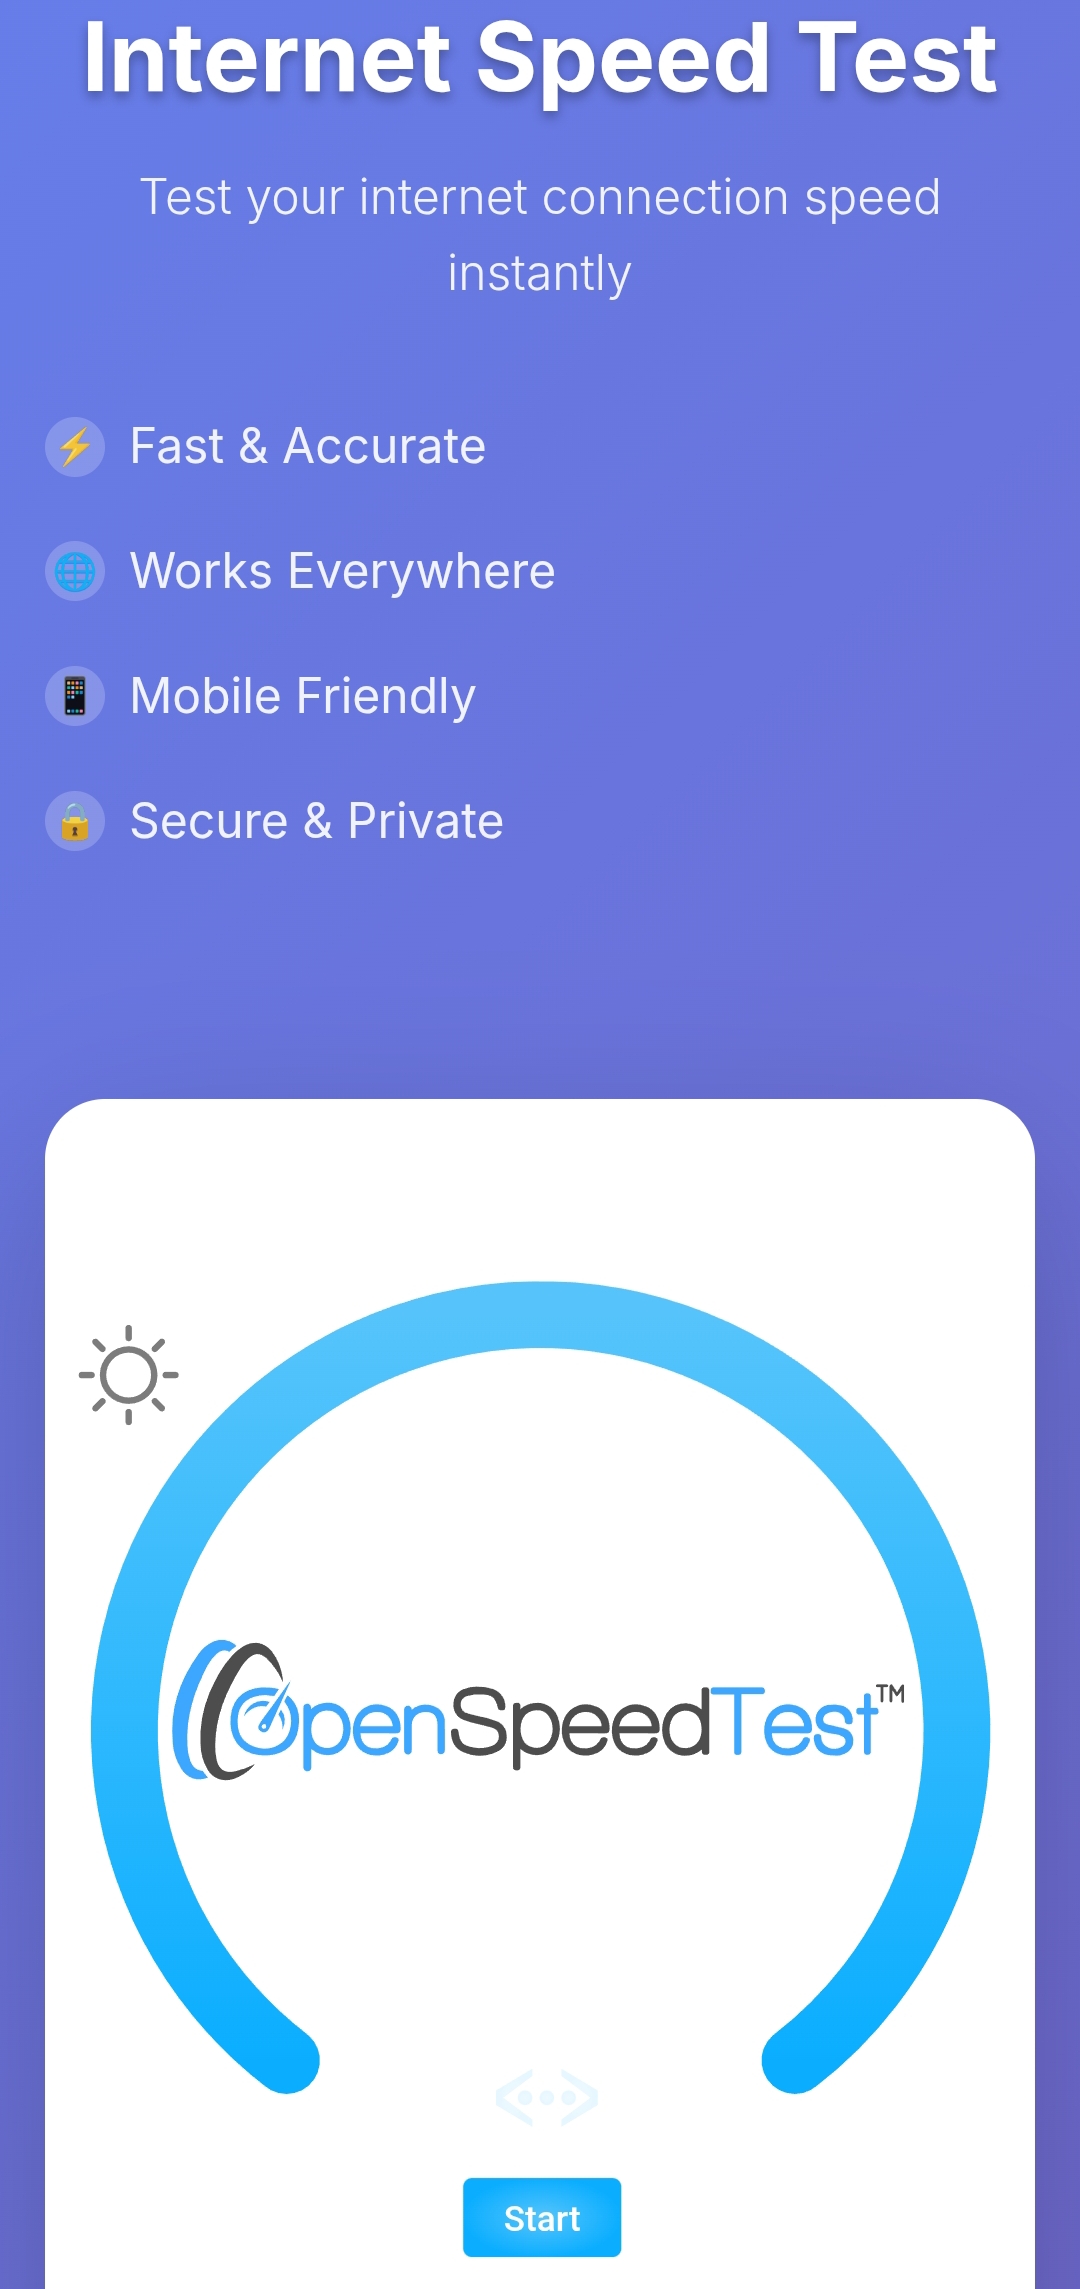 Internet Speed Test
Test your internet connection speed
instantly
Fast & Accurate
Works Everywhere
Mobile Friendly
Secure & Private
OpenSpeedTest™
Start